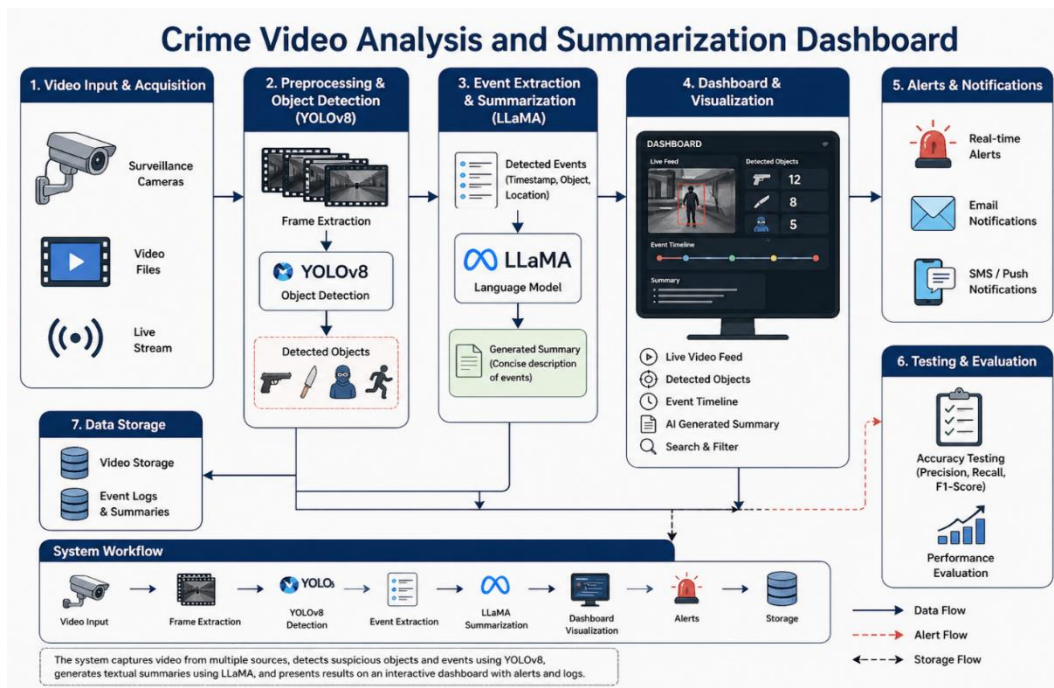 Crime Video Analysis and Summarization Dashboard
1. Video Input & Acquisition
Surveillance
Cameras
Video
Files
Live
Stream
2. Preprocessing &
Object Detection
(YOLOv8)
Frame Extraction
YOLOv8
Object Detection
Detected Objects
3. Event Extraction
& Summarization
(LLaMA)
Detected Events
(Timestamp, Object,
Location)
LLaMA
Language Model
Generated Summary
(Concise description
of events)
4. Dashboard &
Visualization
DASHBOARD
Live Feed
Detected Objects
12
8
5
Event Timeline
Summary
Live Video Feed
Detected Objects
Event Timeline
AI Generated Summary
Search & Filter
5. Alerts & Notifications
Real-time
Alerts
Email
Notifications
SMS / Push
Notifications
6. Testing & Evaluation
Accuracy Testing
(Precision, Recall,
F1-Score)
Performance
Evaluation
7. Data Storage
Video Storage
Event Logs
& Summaries
System Workflow
Video Input
Frame Extraction
YOLOs
YOLOv8
Detection
Event Extraction
LLaMA
Summarization
Dashboard
Visualization
Alerts
Storage
Data Flow
Alert Flow
Storage Flow
The system captures video from multiple sources, detects suspicious objects and events using YOLOv8,
generates textual summaries using LLaMA, and presents results on an interactive dashboard with alerts and logs.